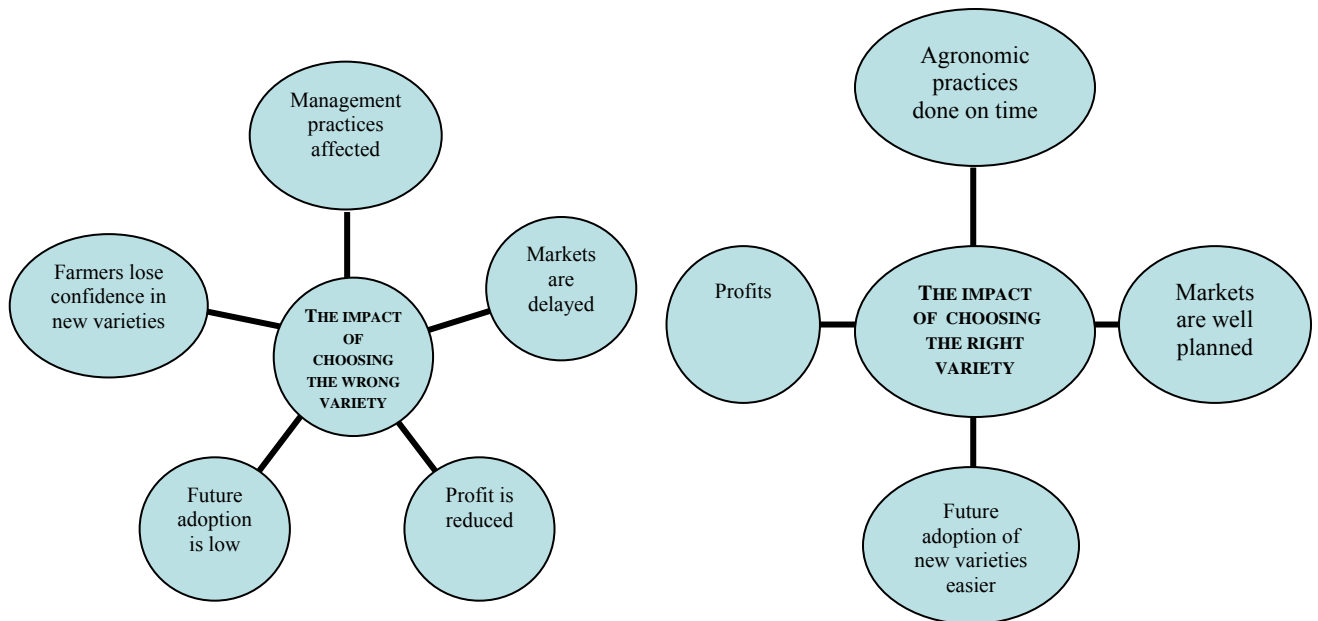 Management
practices
affected
Farmers lose
confidence in
new varieties
Markets
are
delayed
THE IMPACT
OF
CHOOSING
THE WRONG
VARIETY
Future
adoption
is low
Profit is
reduced
Agronomic
practices
done on time
Profits
THE IMPACT
OF CHOOSING
THE RIGHT
VARIETY
Markets
are well
planned
Future
adoption of
new varieties
easier